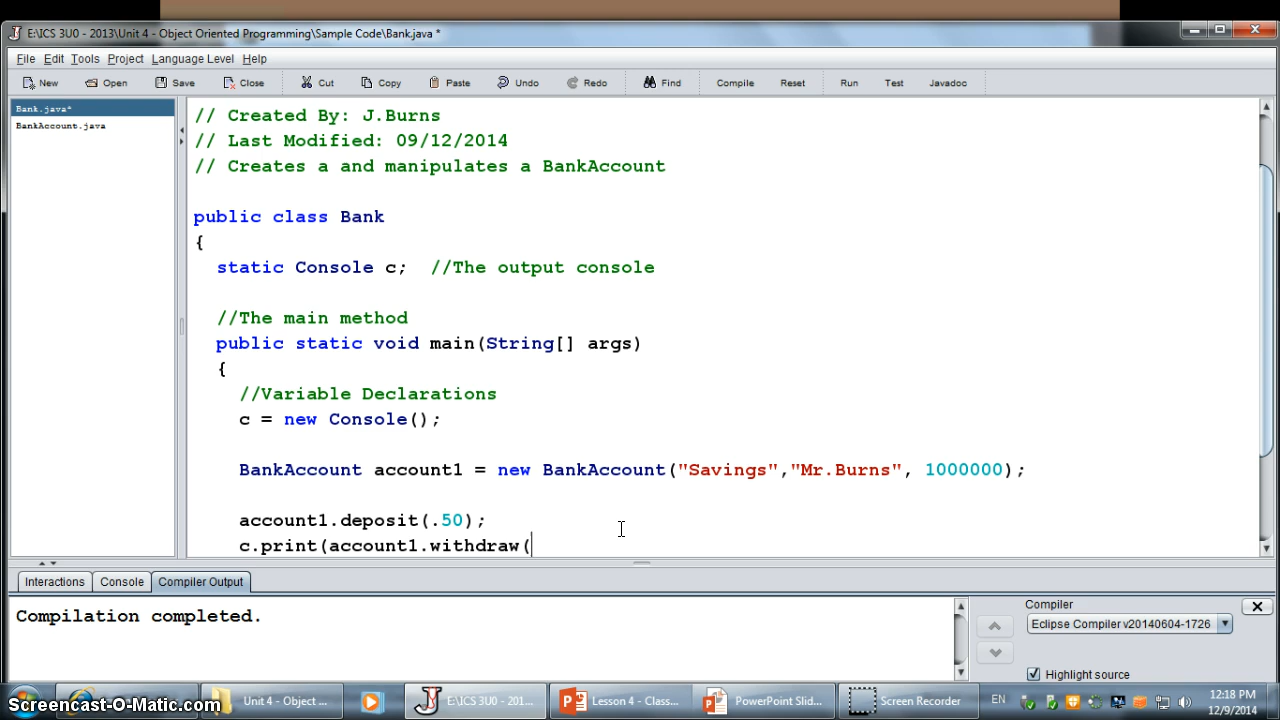 E:\ICS 3U0 - 2013\Unit 4 - Object Oriented Programming\Sample Code\Bank.java *
File Edit Tools Project Language Level Help
New Open Save Close Cut Copy Paste Undo Redo Find Compile Reset Run Test Javadoc
Bank.java*
BankAccount.java
// Created By: J.Burns
// Last Modified: 09/12/2014
// Creates a and manipulates a BankAccount
public class Bank
{
static Console c; //The output console
//The main method
public static void main(String[] args)
{
//Variable Declarations
c = new Console();
BankAccount account1 = new BankAccount("Savings","Mr.Burns", 1000000);
account1.deposit(.50);
c.print(account1.withdraw(
Interactions Console Compiler Output
Compilation completed.
Compiler
Eclipse Compiler v20140604-1726
Highlight source
Unit 4 - Object ... E:\ICS 3U0 - 201... Lesson 4 - Class... PowerPoint Slid... Screen Recorder EN 12:18 PM
12/9/2014
Screencast-O-Matic.com